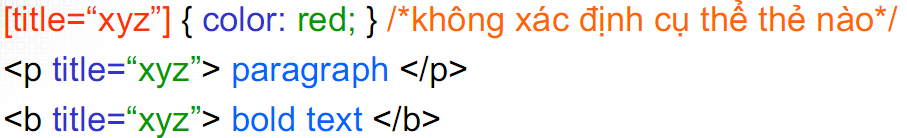 [title=“xyz”] { color: red; } /*không xác định cụ thể thẻ nào*/
<p title=“xyz”> paragraph </p>
<b title=“xyz”> bold text </b>